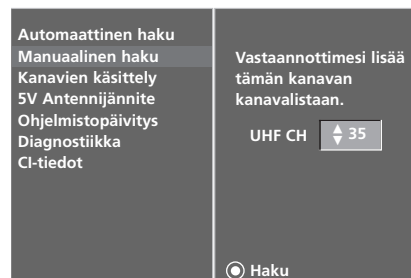 Automaattinen haku
Manuaalinen haku
Kanavien käsittely
5V Antennijännite
Ohjelmistopäivitys
Diagnostiikka
CI-tiedot
Vastaannottimesi lisää
tämän kanavan
kanavalistaan.
UHF CH 35
Haku